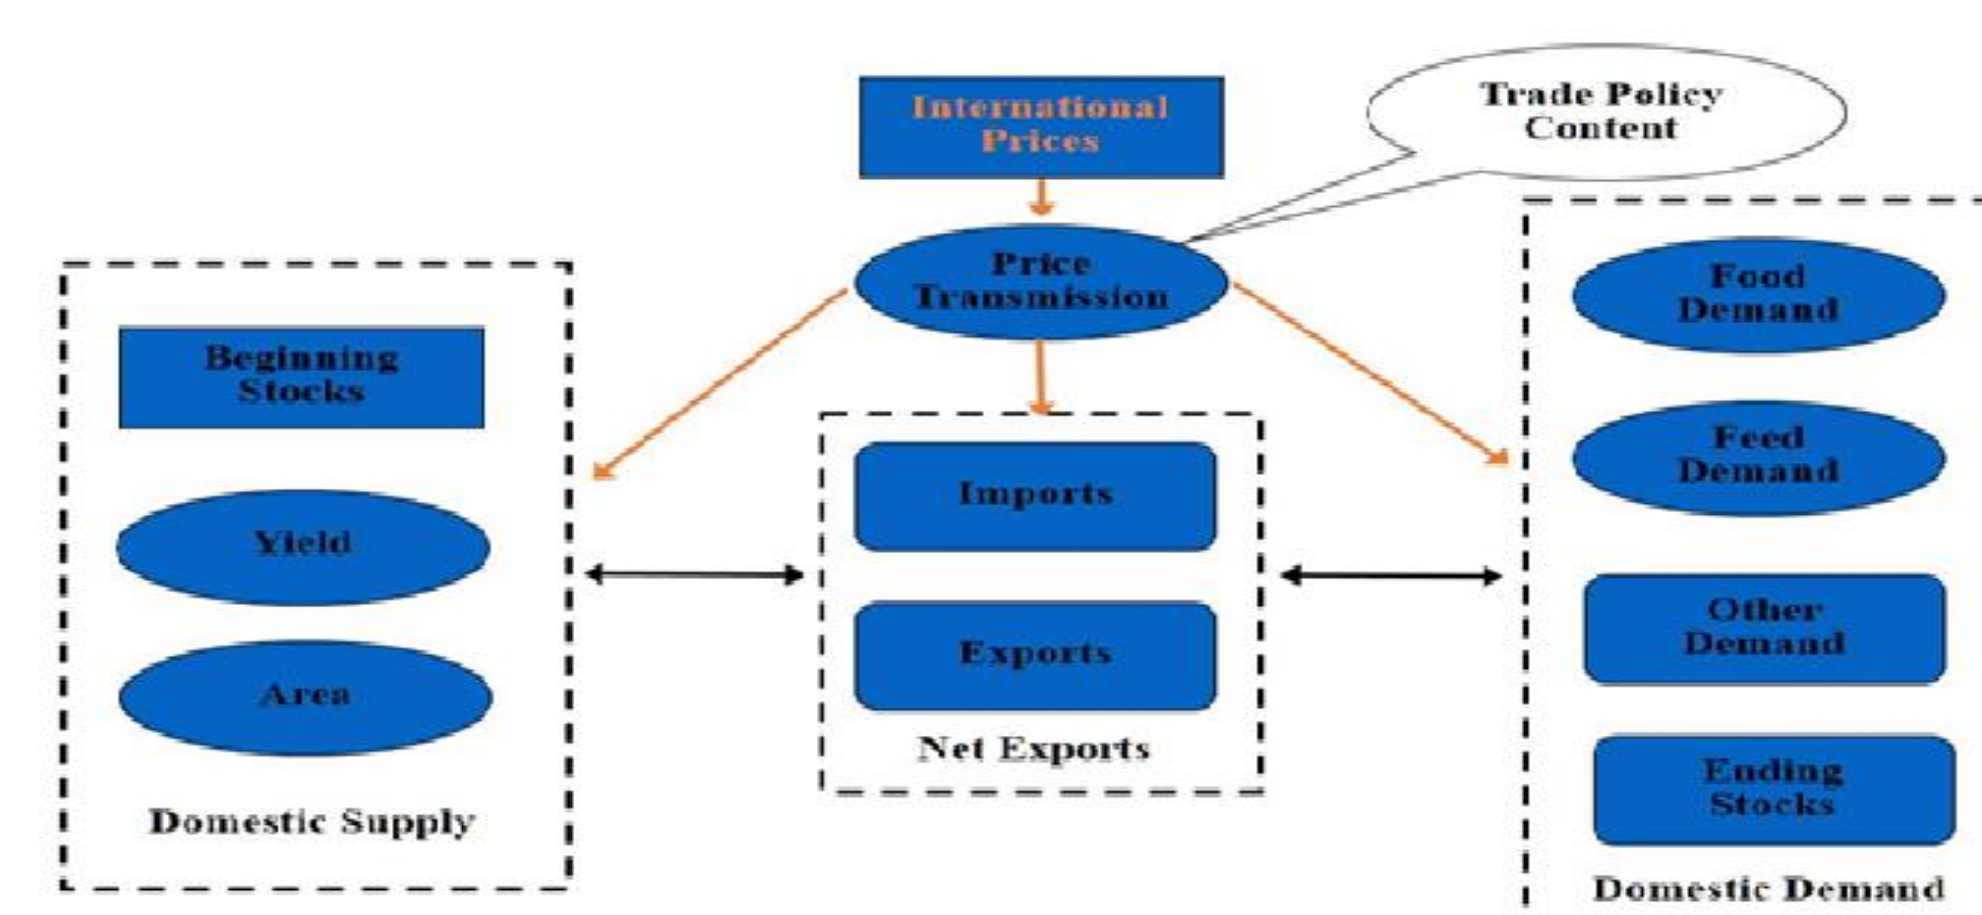 International
Prices
Trade Policy
Content
Price
Transmission
Beginning
Stocks
Yield
Area
Domestic Supply
Imports
Exports
Net Exports
Food
Demand
Feed
Demand
Other
Demand
Ending
Stocks
Domestic Demand